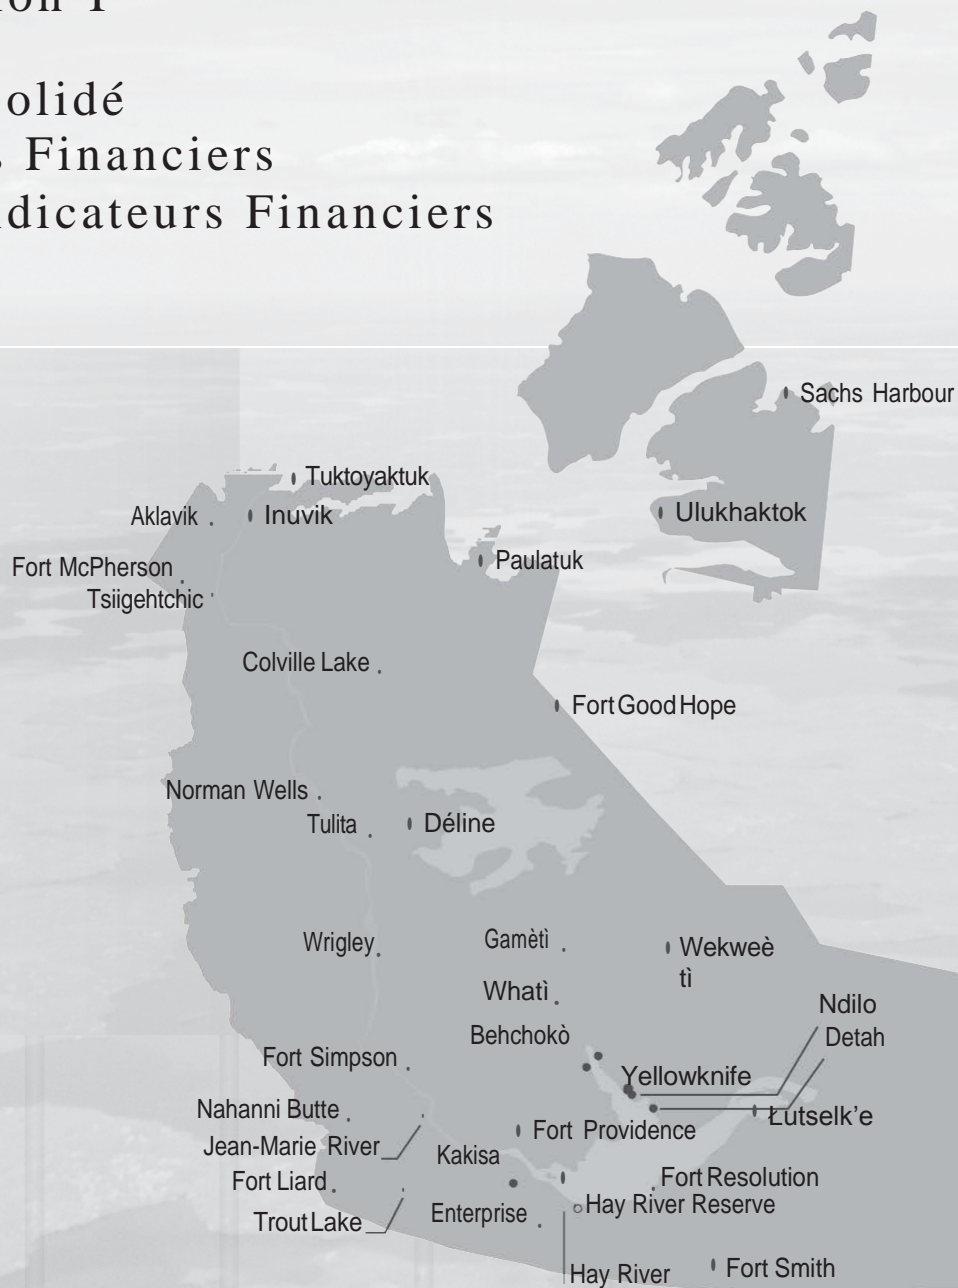 olidé
Financiers
dicateurs Financiers
Sachs Harbour
Tuktoyaktuk
Aklavik
Inuvik
Ulukhaktok
Paulatuk
Fort McPherson
Tsiigehtchic
Colville Lake
Fort Good Hope
Norman Wells
Tulita
Déline
Wrigley
Gamètì
Wekweè
tì
Whatì
Ndilo
Behchokò
Detah
Fort Simpson
Yellowknife
Nahanni Butte
Łutselk’e
Fort Providence
Jean-Marie River
Kakisa
Fort Liard
Fort Resolution
Hay River Reserve
Trout Lake
Enterprise
Hay River
Fort Smith